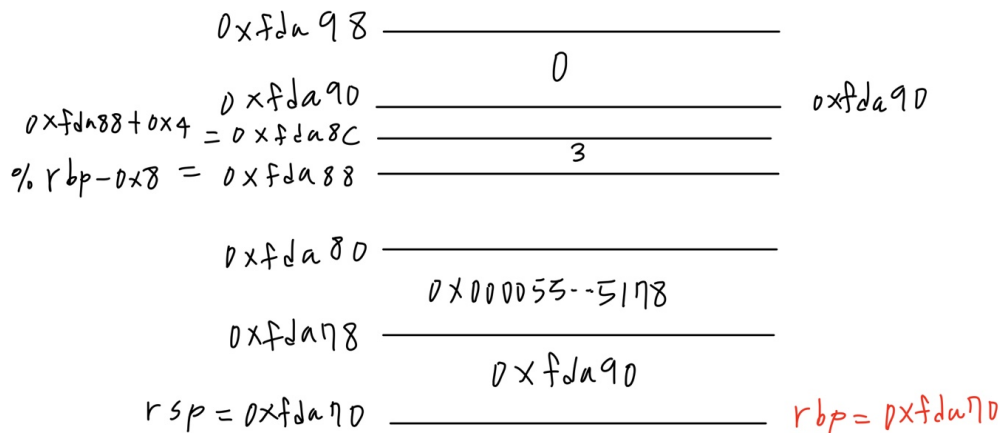 0xfda98
0
0xfda90 0xfda90
0xfda88+0x4 = 0xfda8C
3
% rbp-0x8 = 0xfda88
0xfda80
0x000055--5178
0xfda78
0xfda90
rsp = 0xfda70 rbp = 0xfda70